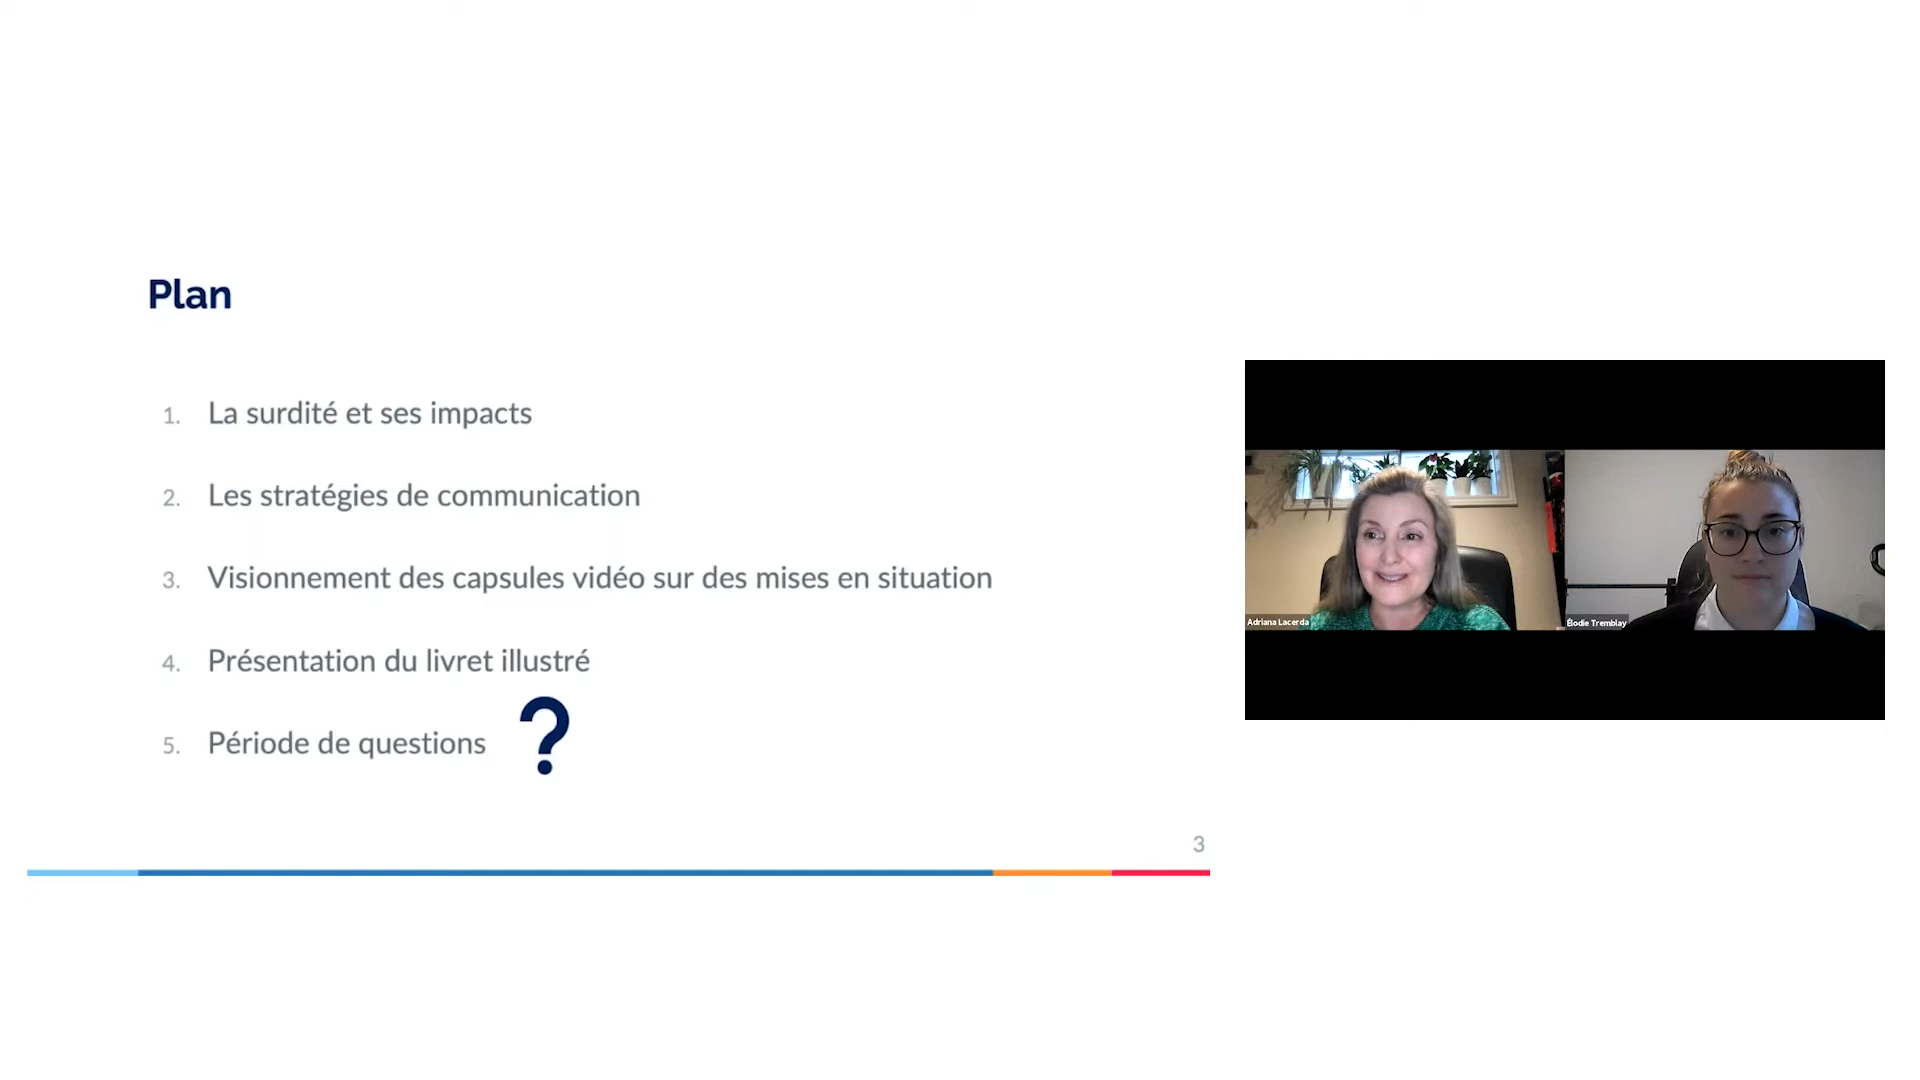 Plan
1. La surdité et ses impacts
2. Les stratégies de communication
3. Visionnement des capsules vidéo sur des mises en situation
4. Présentation du livret illustré
5. Période de questions ?
3
Adriana Lacerda
Élodie Tremblay